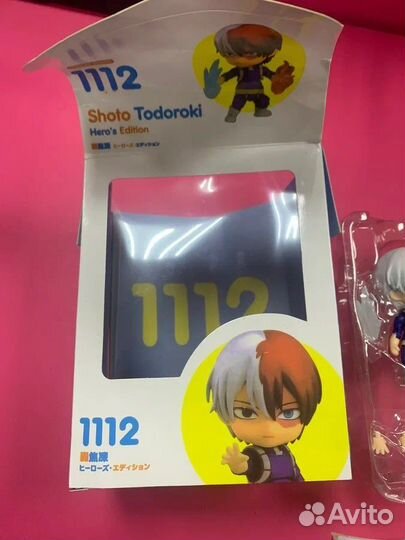 1112
Shoto Todoroki
Hero's Edition
轟焦凍 ヒーローズ・エディション
1112
1112
轟焦凍
ヒーローズ・エディション
Avito